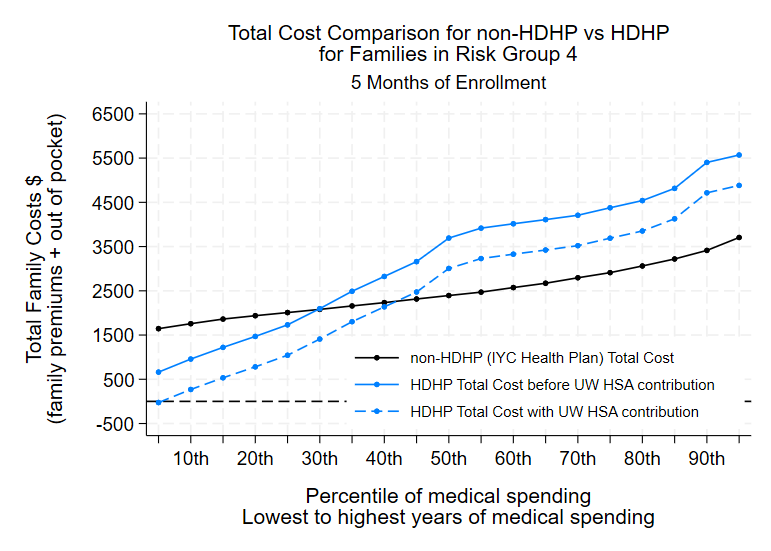 Total Cost Comparison for non-HDHP vs HDHP
for Families in Risk Group 4
5 Months of Enrollment
Total Family Costs $
(family premiums + out of pocket)
6500
5500
4500
3500
2500
1500
500
-500
non-HDHP (IYC Health Plan) Total Cost
HDHP Total Cost before UW HSA contribution
HDHP Total Cost with UW HSA contribution
10th 20th 30th 40th 50th 60th 70th 80th 90th
Percentile of medical spending
Lowest to highest years of medical spending